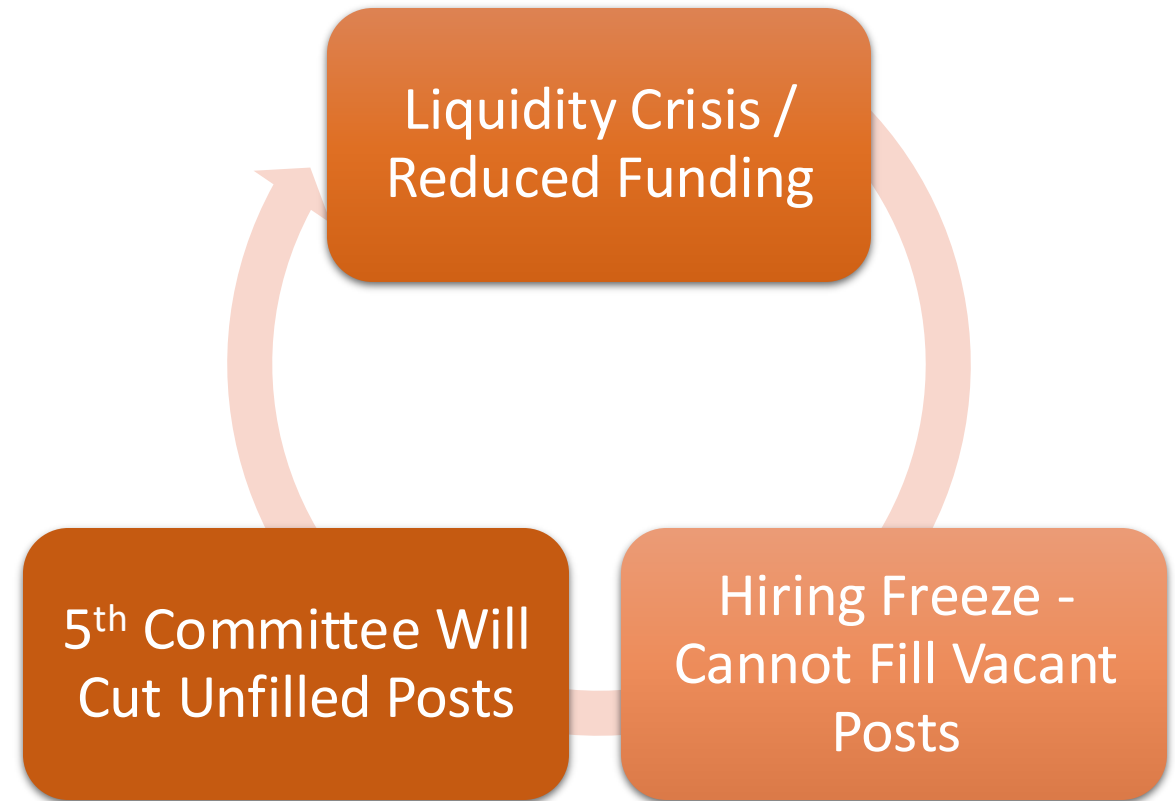 Liquidity Crisis /
Reduced Funding
Hiring Freeze -
Cannot Fill Vacant
Posts
5th Committee Will
Cut Unfilled Posts